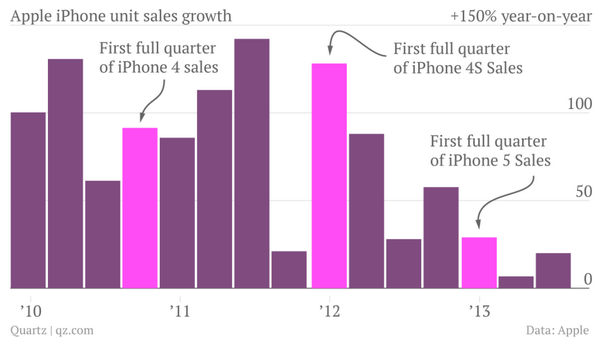 Apple iPhone unit sales growth
+150% year-on-year
First full quarter
of iPhone 4 sales
First full quarter
of iPhone 4S Sales
100
First full quarter
of iPhone 5 Sales
50
0
’10
’11
’12
’13
Quartz | qz.com
Data: Apple